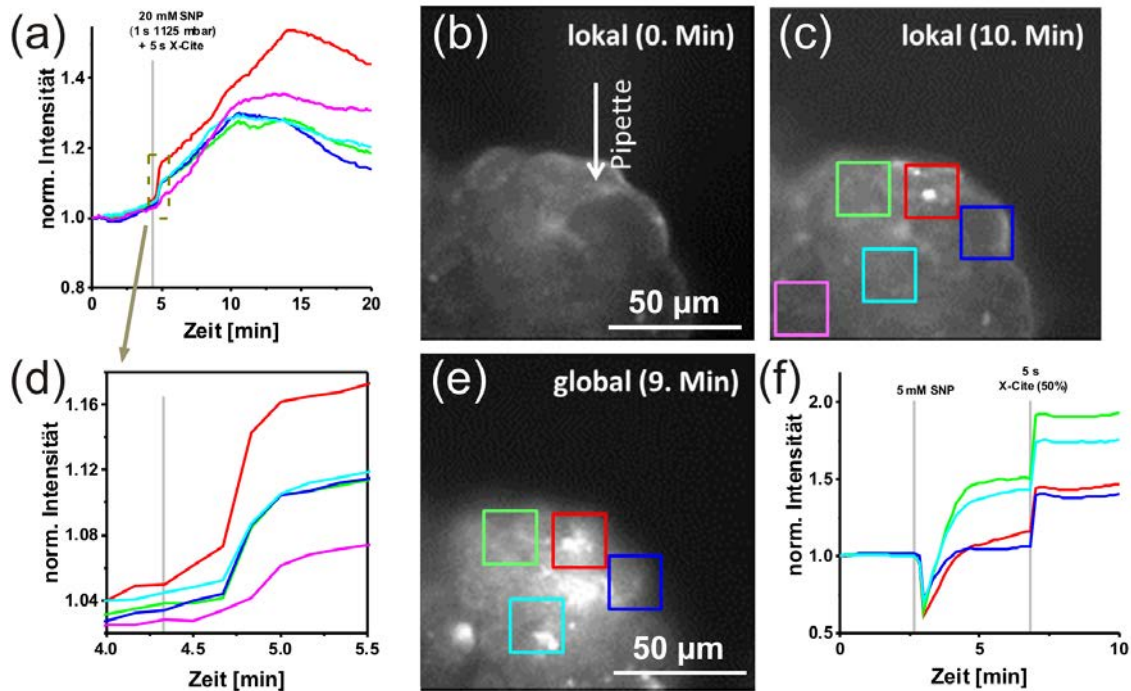 (a)
20 mM SNP
(1 s 1125 mbar)
+ 5 s X-Cite
norm. Intensität
1.4
1.2
1.0
0.8
0
5
10
15
20
Zeit [min]
(b)
lokal (0. Min)
Pipette
50 µm
(c)
lokal (10. Min)
(d)
norm. Intensität
1.16
1.12
1.08
1.04
4.0
4.5
5.0
5.5
Zeit [min]
(e)
global (9. Min)
50 µm
(f)
5 mM SNP
5 s
X-Cite (50%)
norm. Intensität
2.0
1.5
1.0
0.5
0
5
10
Zeit [min]